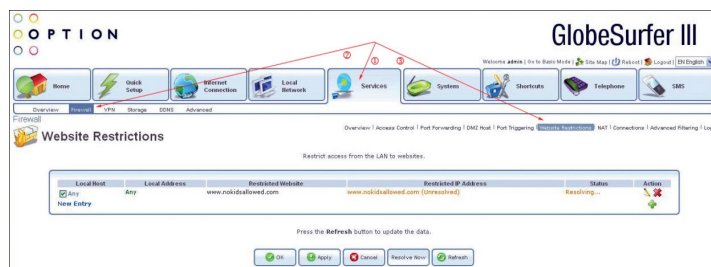 OPTION
GlobeSurfer III
② ① ③
Welcome admin | Go to Basic Mode | Site Map | Reboot | Logout | EN English
Home
Quick Setup
Internet Connection
Local Network
Services
System
Shortcuts
Telephone
SMS
Overview Firewall VPN Storage DDNS Advanced
Firewall
Website Restrictions
Overview | Access Control | Port Forwarding | DMZ Host | Port Triggering | Website Restrictions | NAT | Connections | Advanced Filtering | Lo
Restrict access from the LAN to websites.
Local Host Local Address Restricted Website Restricted IP Address Status Action
Any Any www.nokidsallowed.com www.nokidsallowed.com (Unresolved) Resolving...
New Entry
Press the Refresh button to update the data.
OK Apply Cancel Resolve Now Refresh